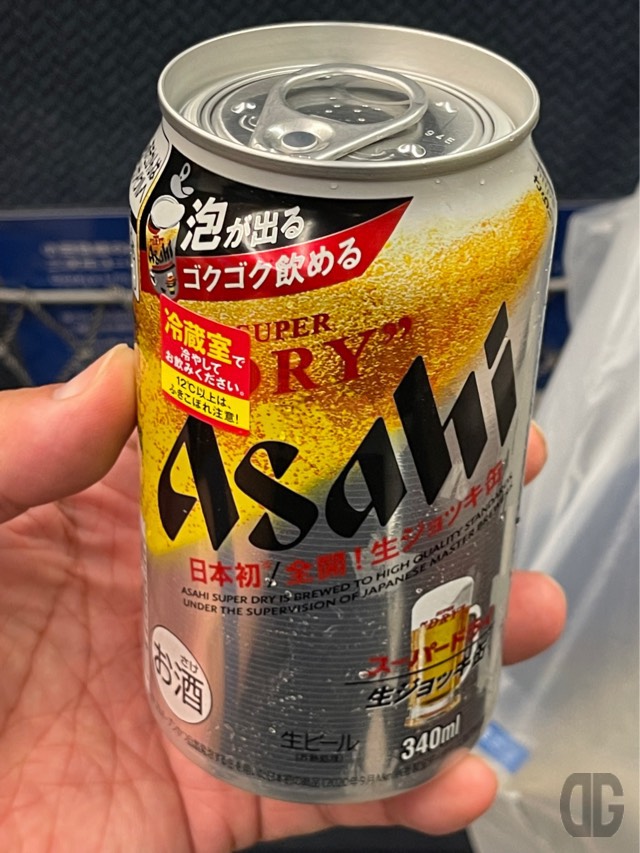 泡が出る
ゴクゴク飲める
Asahi
SUPER
DRY”
冷蔵室で
冷やして
お飲みください。
12℃以上は、
ふきこぼれ注意!
Asahi
日本初※!全開!生ジョッキ缶
ASAHI SUPER DRY IS BREWED TO HIGH QUALITY STANDARDS
UNDER THE SUPERVISION OF JAPANESE MASTER BREWERS
さけ
お酒
スーパードライ
生ジョッキ缶
生ビール
340ml
DG